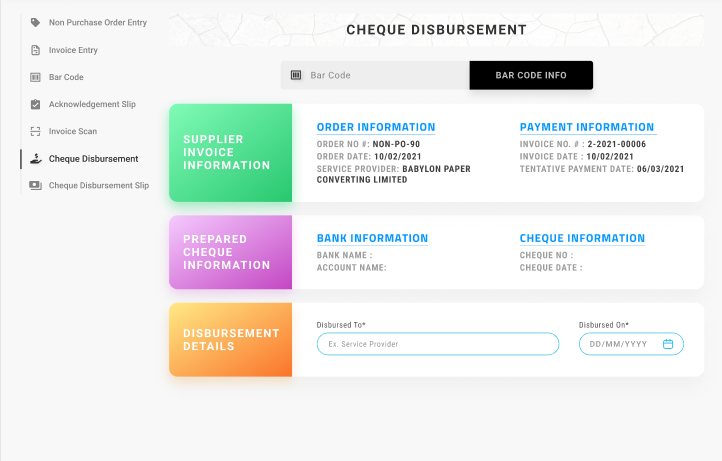 Non Purchase Order Entry
Invoice Entry
Bar Code
Acknowledgement Slip
Invoice Scan
Cheque Disbursement
Cheque Disbursement Slip
CHEQUE DISBURSEMENT
Bar Code
BAR CODE INFO
SUPPLIER
INVOICE
INFORMATION
ORDER INFORMATION
ORDER NO #: NON-PO-90
ORDER DATE: 10/02/2021
SERVICE PROVIDER: BABYLON PAPER
CONVERTING LIMITED
PAYMENT INFORMATION
INVOICE NO. # : 2-2021-00006
INVOICE DATE : 10/02/2021
TENTATIVE PAYMENT DATE: 06/03/2021
PREPARED
CHEQUE
INFORMATION
BANK INFORMATION
BANK NAME :
ACCOUNT NAME:
CHEQUE INFORMATION
CHEQUE NO :
CHEQUE DATE :
DISBURSEMENT
DETAILS
Disbursed To*
Ex. Service Provider
Disbursed On*
DD/MM/YYYY